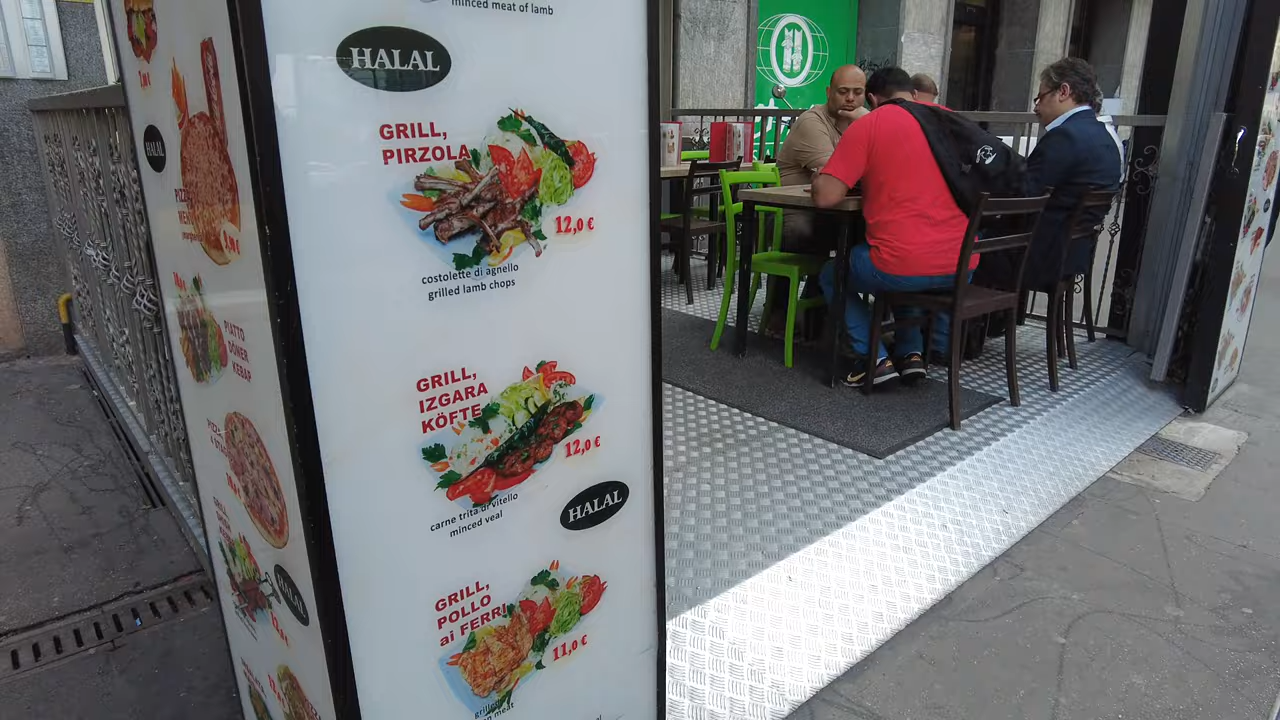 minced meat of lamb
HALAL
GRILL,
PIRZOLA
12,0 €
costolette di agnello
grilled lamb chops
GRILL,
IZGARA
KÖFTE
12,0 €
carne trita di vitello
minced veal
HALAL
GRILL,
POLLO
ai FERRI
11,0 €
meat
HALAL
PIATTO
DÖNER
KEBAP
HALAL